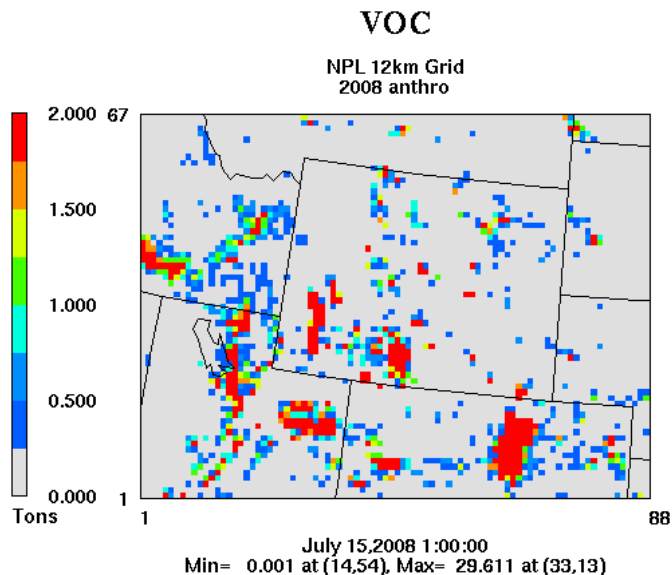 VOC
NPL 12km Grid
2008 anthro
2.000
1.500
1.000
0.500
0.000
Tons
67
1
1
88
July 15,2008 1:00:00
Min= 0.001 at (14,54), Max= 29.611 at (33,13)